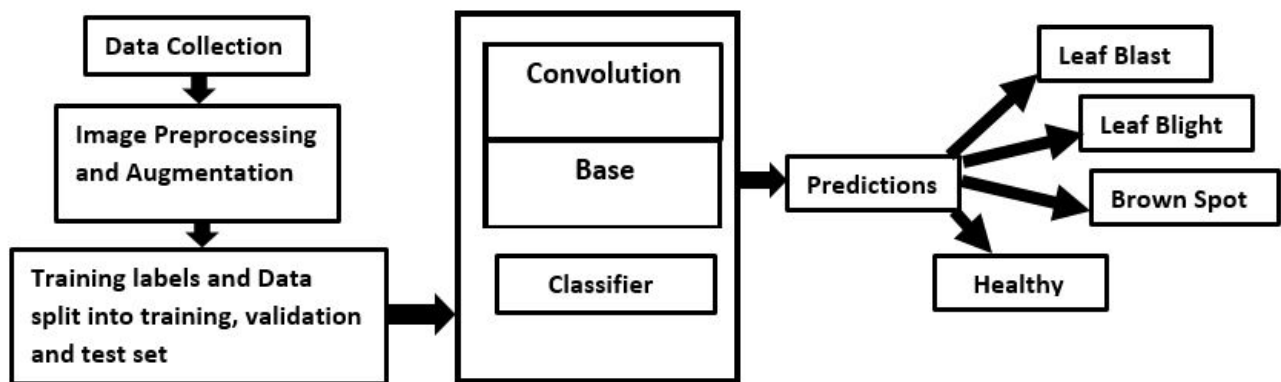 Data Collection
Image Preprocessing
and Augmentation
Training labels and Data
split into training, validation
and test set
Convolution
Base
Classifier
Predictions
Leaf Blast
Leaf Blight
Brown Spot
Healthy